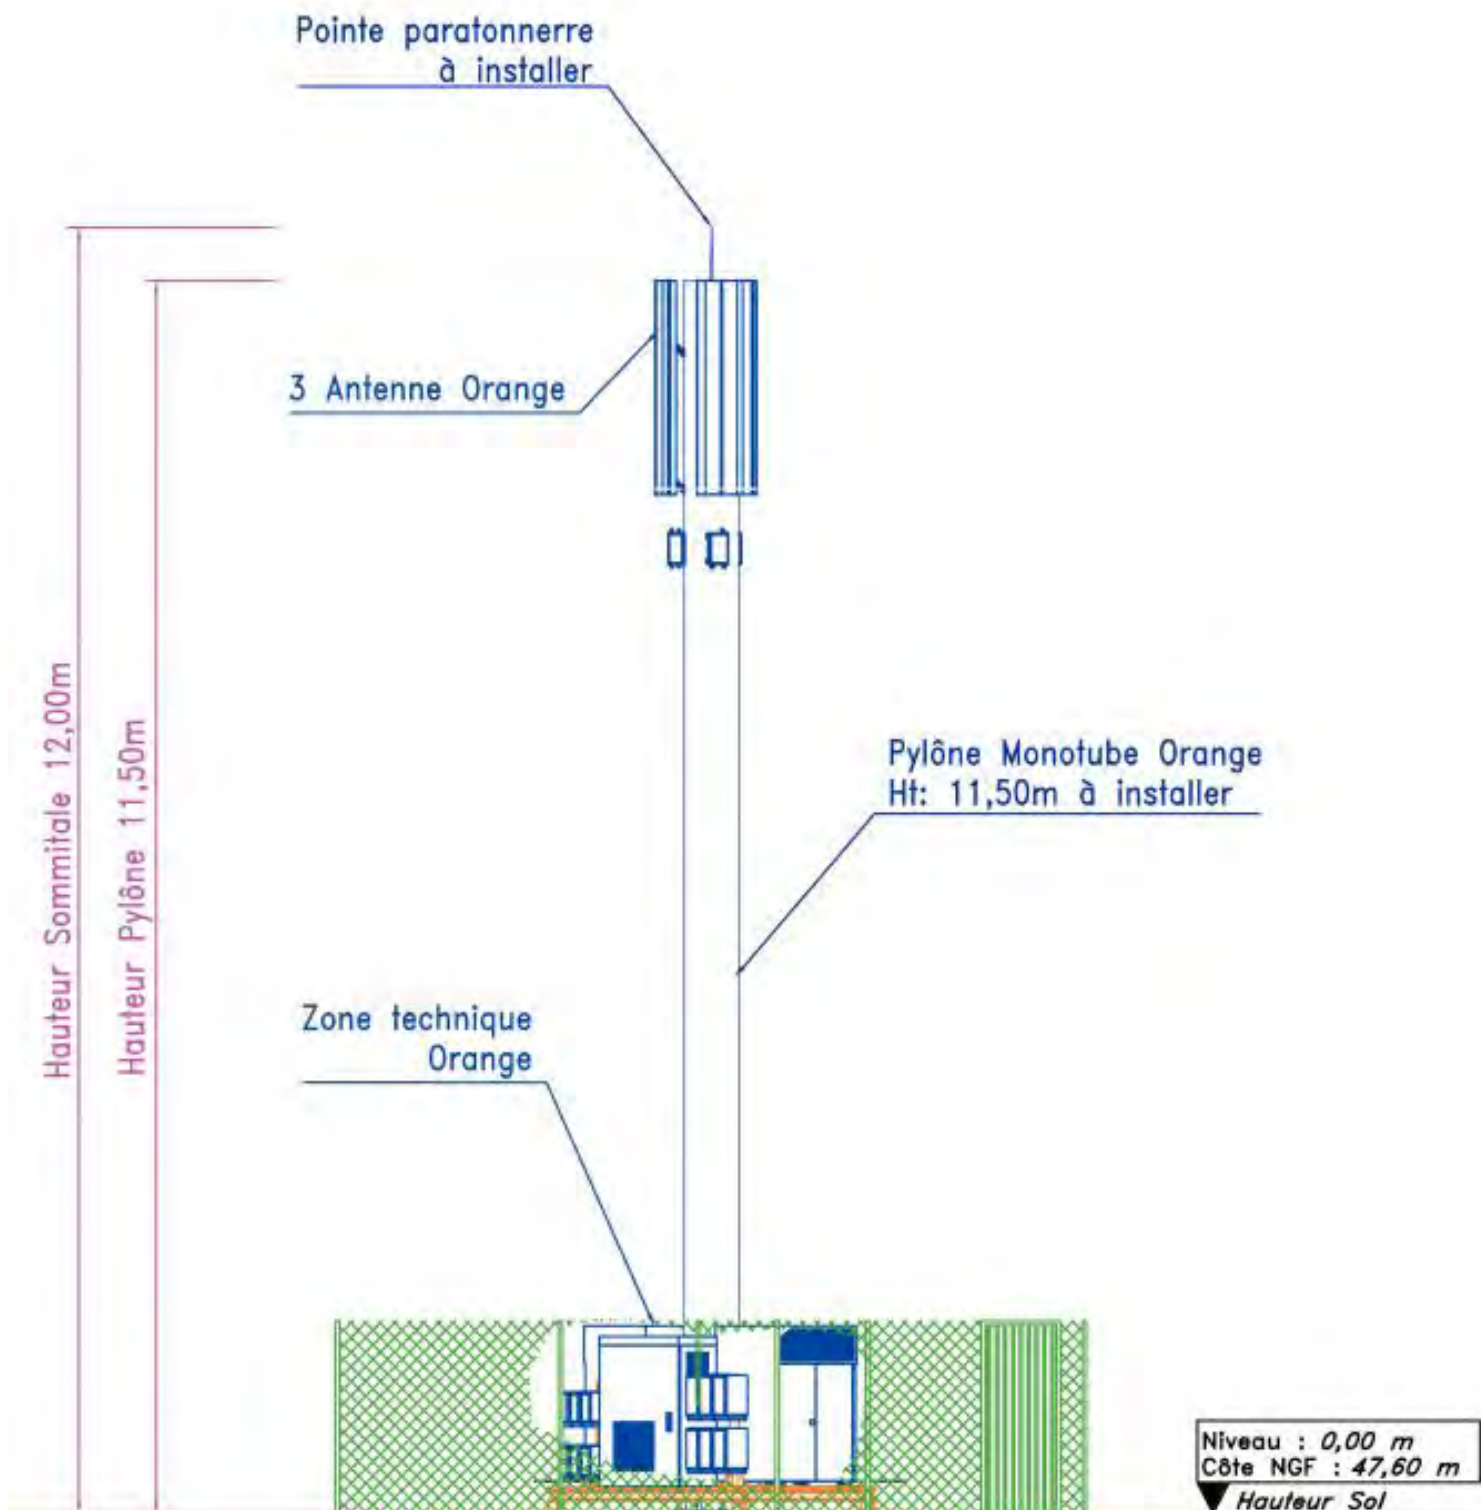 Pointe paratonnerre
à installer
3 Antenne Orange
Hauteur Sommitale 12,00m
Hauteur Pylône 11,50m
Pylône Monotube Orange
Ht: 11,50m à installer
Zone technique
Orange
Niveau : 0,00 m
Côte NGF : 47,60 m
Hauteur Sol